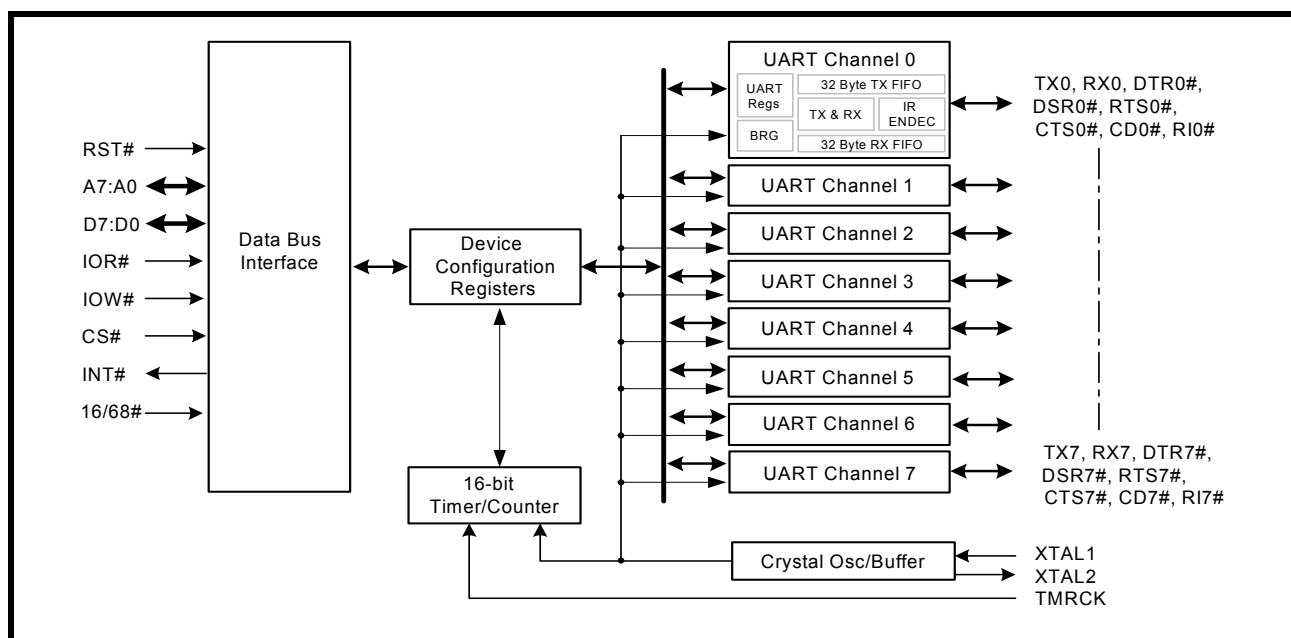 RST#
A7:A0
D7:D0
IOR#
IOW#
CS#
INT#
16/68#
Data Bus
Interface
Device
Configuration
Registers
16-bit
Timer/Counter
UART Channel 0
UART
Regs
BRG
32 Byte TX FIFO
TX & RX
IR
ENDEC
32 Byte RX FIFO
UART Channel 1
UART Channel 2
UART Channel 3
UART Channel 4
UART Channel 5
UART Channel 6
UART Channel 7
Crystal Osc/Buffer
TX0, RX0, DTR0#,
DSR0#, RTS0#,
CTS0#, CD0#, RI0#
TX7, RX7, DTR7#,
DSR7#, RTS7#,
CTS7#, CD7#, RI7#
XTAL1
XTAL2
TMRCK